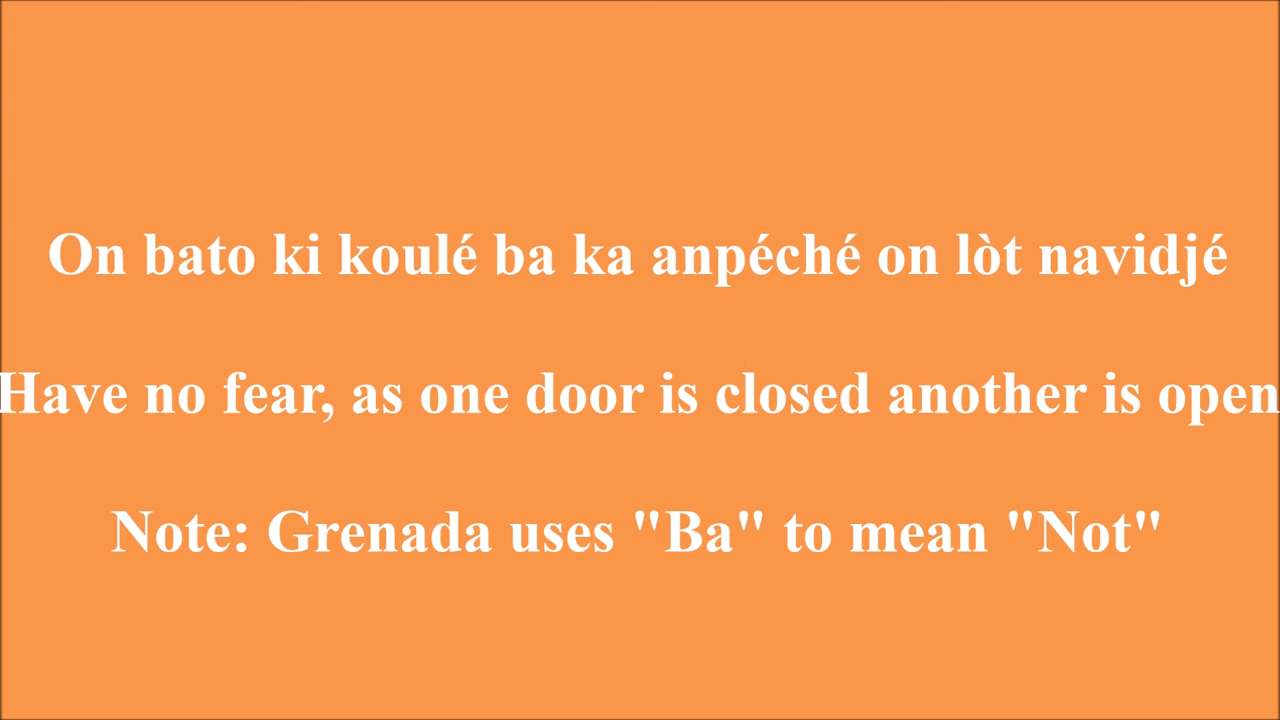 On bato ki koulé ba ka anpéché on lòt navidjé
Have no fear, as one door is closed another is open
Note: Grenada uses "Ba" to mean "Not"